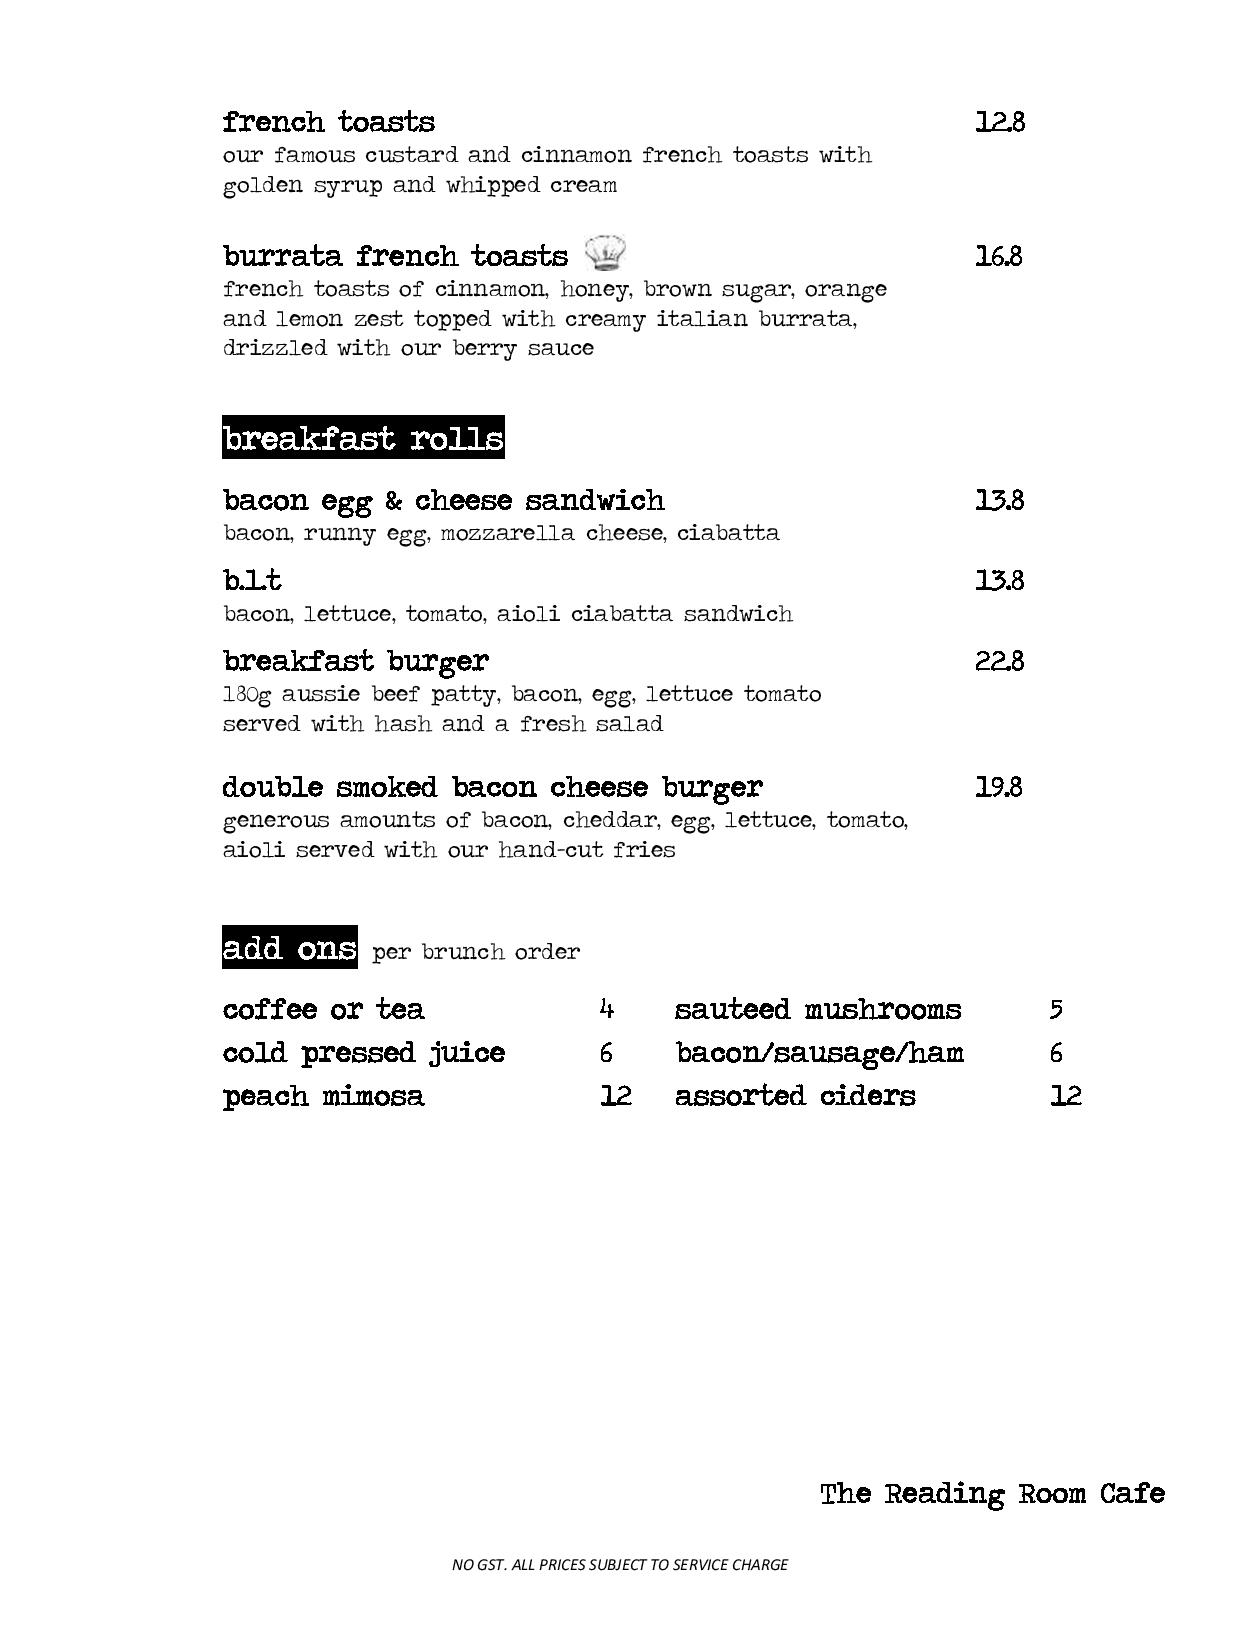 french toasts 12.8
our famous custard and cinnamon french toasts with
golden syrup and whipped cream
burrata french toasts 16.8
french toasts of cinnamon, honey, brown sugar, orange
and lemon zest topped with creamy italian burrata,
drizzled with our berry sauce
breakfast rolls
bacon egg & cheese sandwich 13.8
bacon, runny egg, mozzarella cheese, ciabatta
b.l.t 13.8
bacon, lettuce, tomato, aioli ciabatta sandwich
breakfast burger 22.8
180g aussie beef patty, bacon, egg, lettuce tomato
served with hash and a fresh salad
double smoked bacon cheese burger 19.8
generous amounts of bacon, cheddar, egg, lettuce, tomato,
aioli served with our hand-cut fries
add ons per brunch order
coffee or tea 4 sauteed mushrooms 5
cold pressed juice 6 bacon/sausage/ham 6
peach mimosa 12 assorted ciders 12
The Reading Room Cafe
NO GST. ALL PRICES SUBJECT TO SERVICE CHARGE